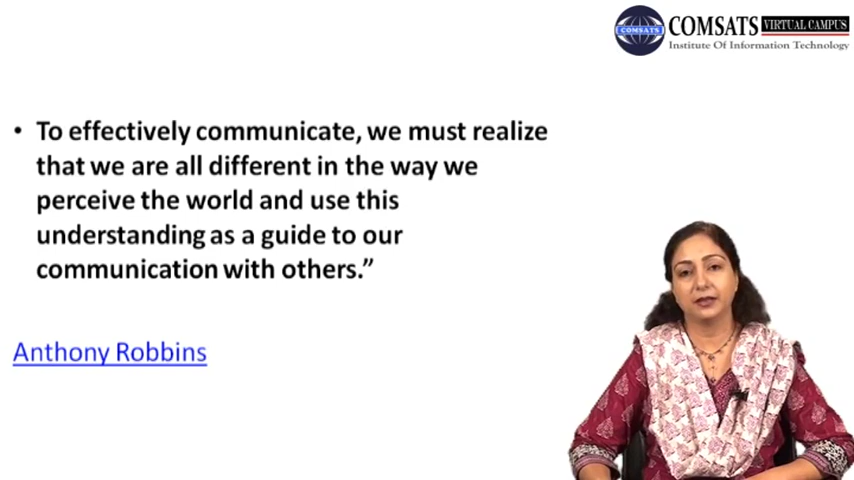 COMSATS VIRTUAL CAMPUS
Institute Of Information Technology
COMSATS
• To effectively communicate, we must realize
that we are all different in the way we
perceive the world and use this
understanding as a guide to our
communication with others.”
Anthony Robbins